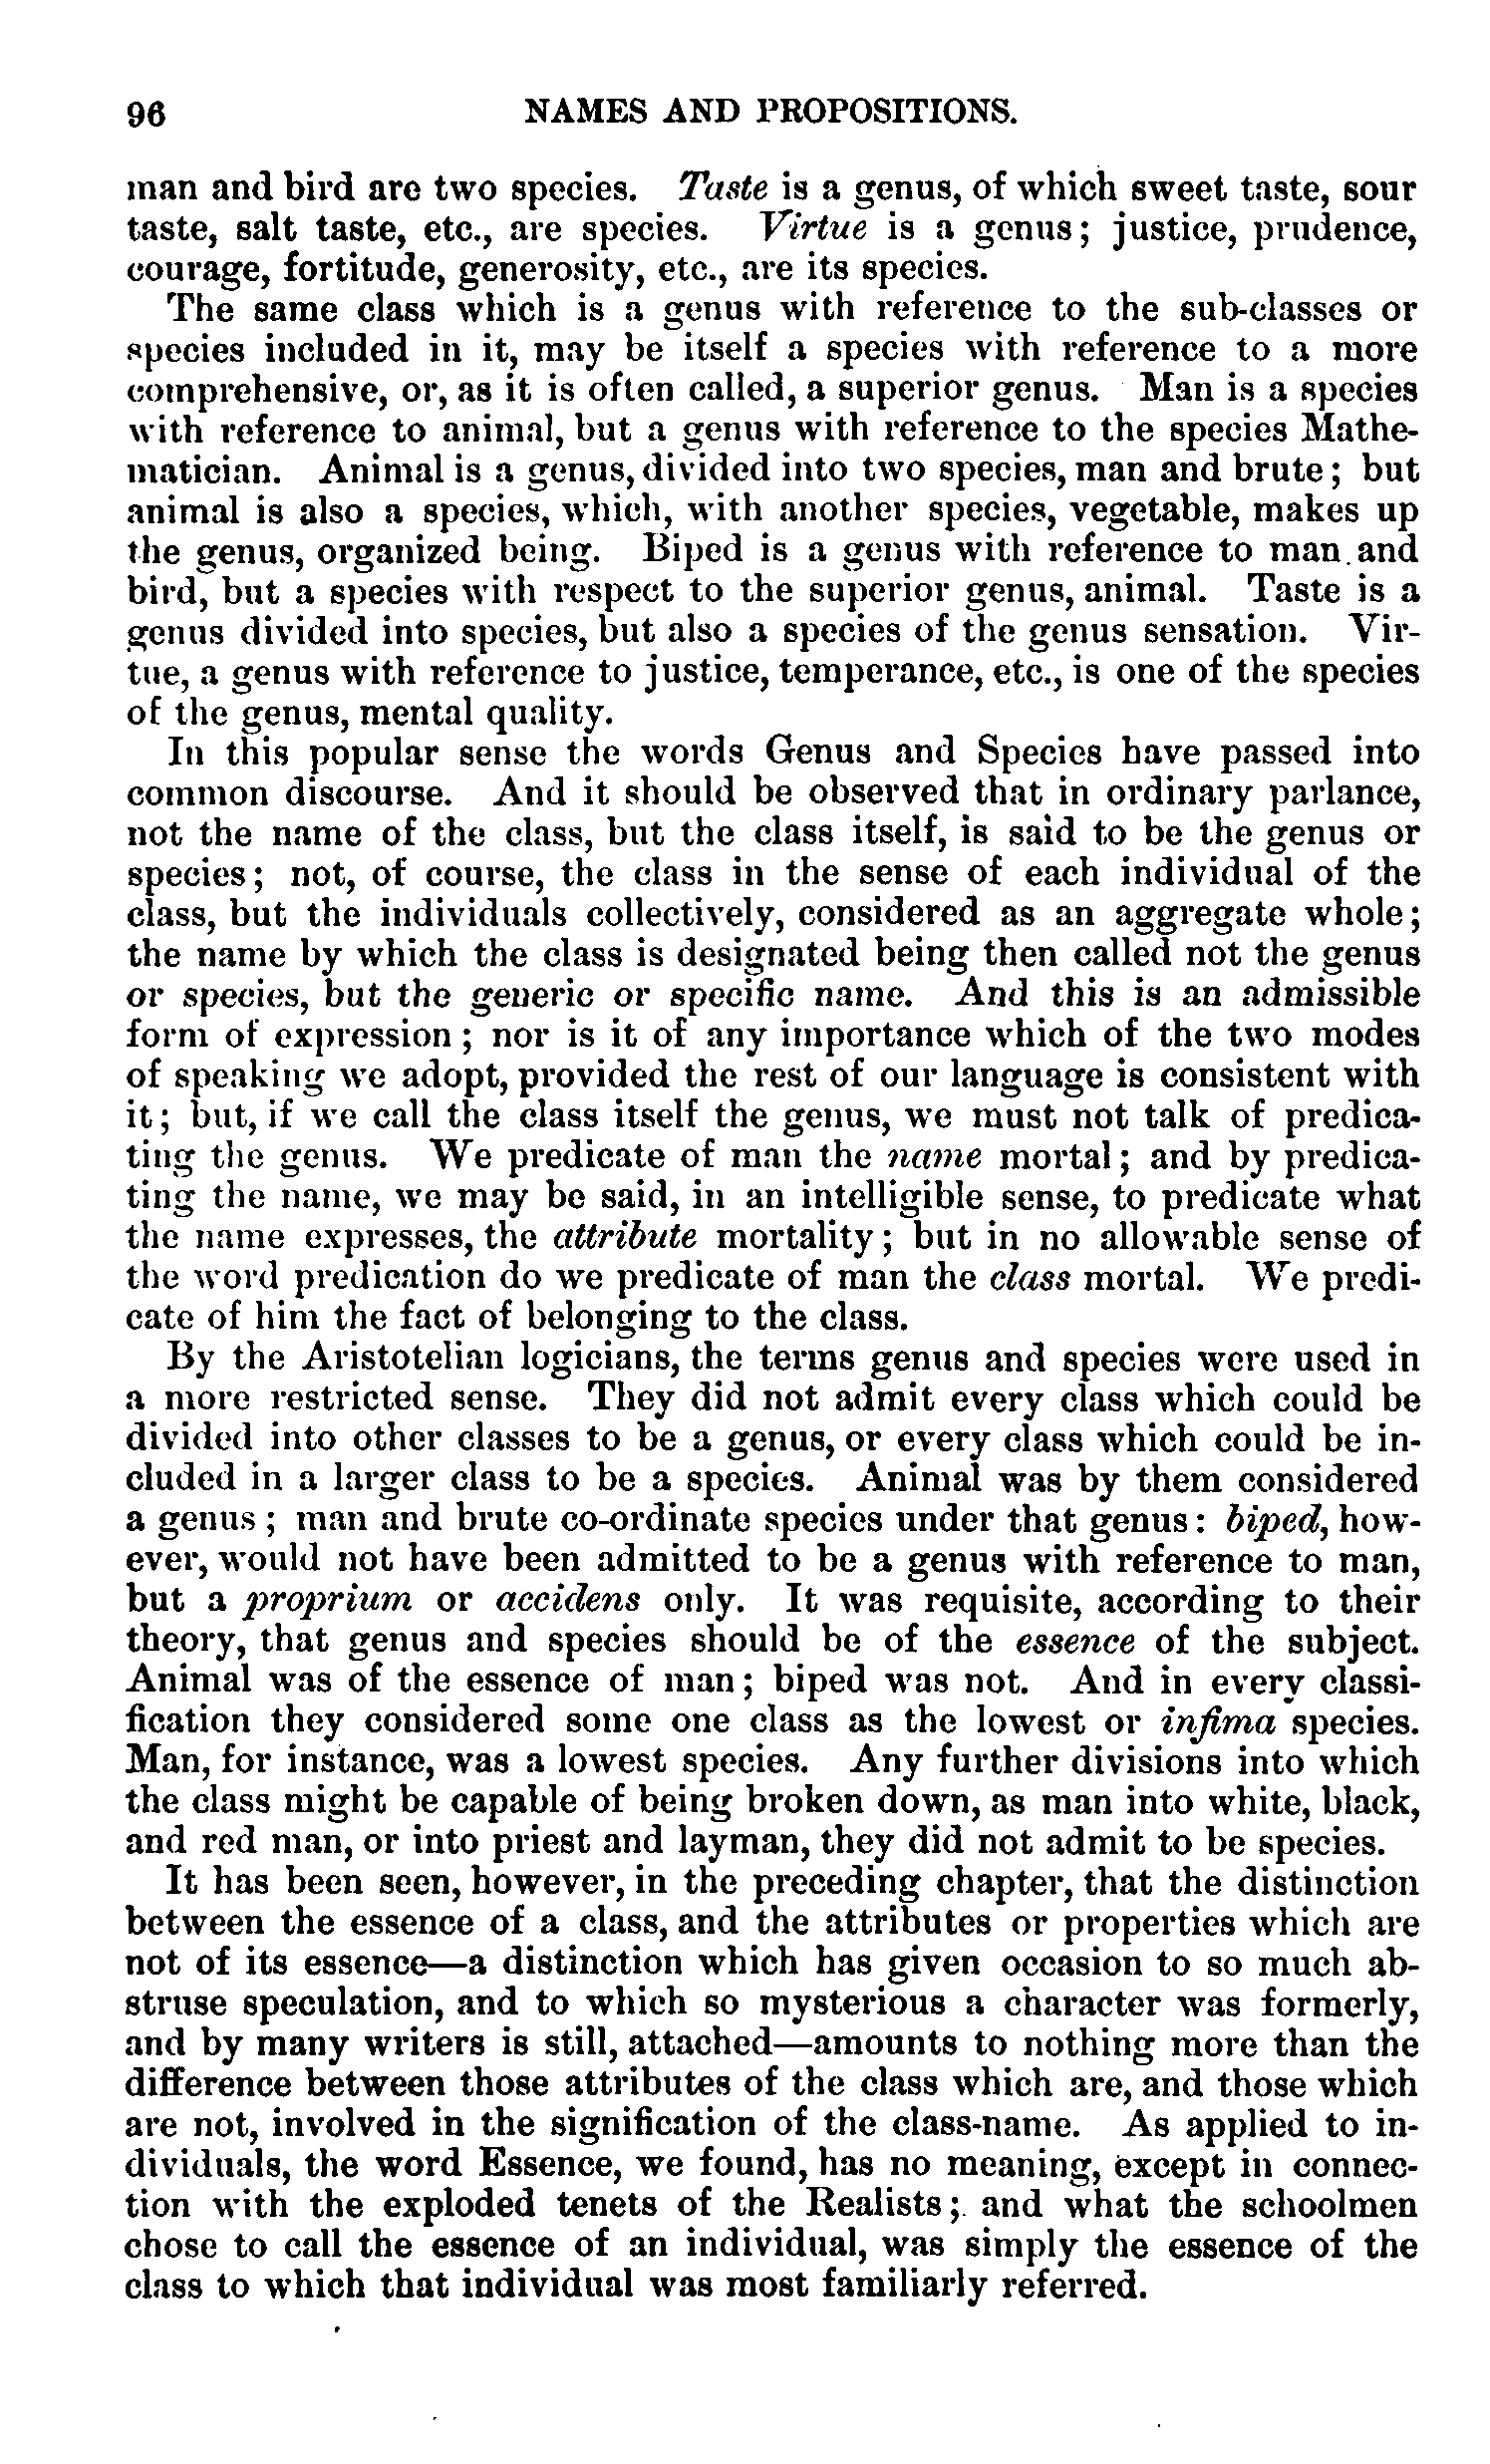 96 NAMES AND PROPOSITIONS.
man and bird are two species. Taste is a genus, of which sweet taste, sour
taste, salt taste, etc., are species. Virtue is a genus; justice, prudence,
courage, fortitude, generosity, etc., are its species.
The same class which is a genus with reference to the sub-classes or
species included in it, may be itself a species with reference to a more
comprehensive, or, as it is often called, a superior genus. Man is a species
with reference to animal, but a genus with reference to the species Mathe-
matician. Animal is a genus, divided into two species, man and brute; but
animal is also a species, which, with another species, vegetable, makes up
the genus, organized being. Biped is a genus with reference to man and
bird, but a species with respect to the superior genus, animal. Taste is a
genus divided into species, but also a species of the genus sensation. Vir-
tue, a genus with reference to justice, temperance, etc., is one of the species
of the genus, mental quality.
In this popular sense the words Genus and Species have passed into
common discourse. And it should be observed that in ordinary parlance,
not the name of the class, but the class itself, is said to be the genus or
species; not, of course, the class in the sense of each individual of the
class, but the individuals collectively, considered as an aggregate whole;
the name by which the class is designated being then called not the genus
or species, but the generic or specific name. And this is an admissible
form of expression; nor is it of any importance which of the two modes
of speaking we adopt, provided the rest of our language is consistent with
it; but, if we call the class itself the genus, we must not talk of predica-
ting the genus. We predicate of man the name mortal; and by predica-
ting the name, we may be said, in an intelligible sense, to predicate what
the name expresses, the attribute mortality; but in no allowable sense of
the word predication do we predicate of man the class mortal. We predi-
cate of him the fact of belonging to the class.
By the Aristotelian logicians, the terms genus and species were used in
a more restricted sense. They did not admit every class which could be
divided into other classes to be a genus, or every class which could be in-
cluded in a larger class to be a species. Animal was by them considered
a genus; man and brute co-ordinate species under that genus: biped, how-
ever, would not have been admitted to be a genus with reference to man,
but a proprium or accidens only. It was requisite, according to their
theory, that genus and species should be of the essence of the subject.
Animal was of the essence of man; biped was not. And in every classi-
fication they considered some one class as the lowest or infima species.
Man, for instance, was a lowest species. Any further divisions into which
the class might be capable of being broken down, as man into white, black,
and red man, or into priest and layman, they did not admit to be species.
It has been seen, however, in the preceding chapter, that the distinction
between the essence of a class, and the attributes or properties which are
not of its essence—a distinction which has given occasion to so much ab-
struse speculation, and to which so mysterious a character was formerly,
and by many writers is still, attached—amounts to nothing more than the
difference between those attributes of the class which are, and those which
are not, involved in the signification of the class-name. As applied to in-
dividuals, the word Essence, we found, has no meaning, except in connec-
tion with the exploded tenets of the Realists; and what the schoolmen
chose to call the essence of an individual, was simply the essence of the
class to which that individual was most familiarly referred.